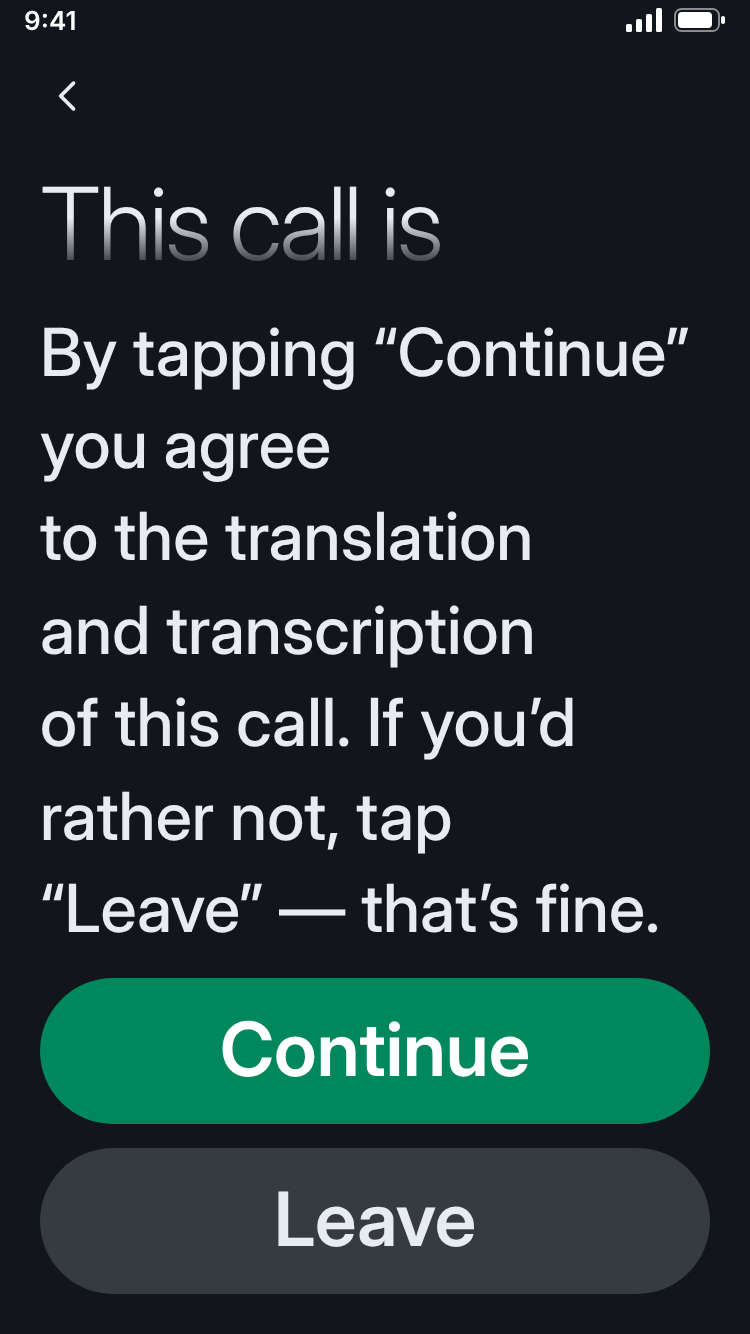 9:41
This call is
By tapping “Continue”
you agree
to the translation
and transcription
of this call. If you’d
rather not, tap
“Leave” — that’s fine.
Continue
Leave